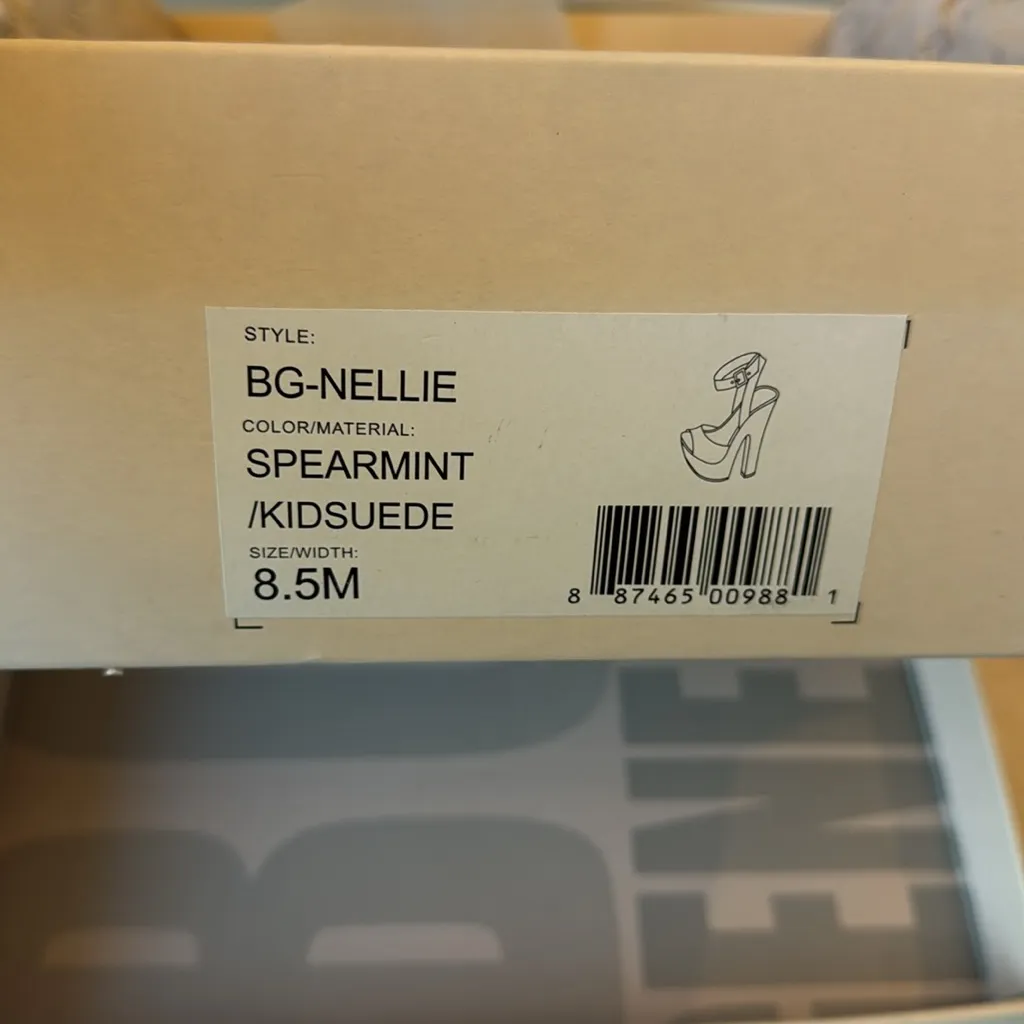 STYLE:
BG-NELLIE
COLOR/MATERIAL:
SPEARMINT
/KIDSUEDE
SIZE/WIDTH:
8.5M
8 87465 00988 1